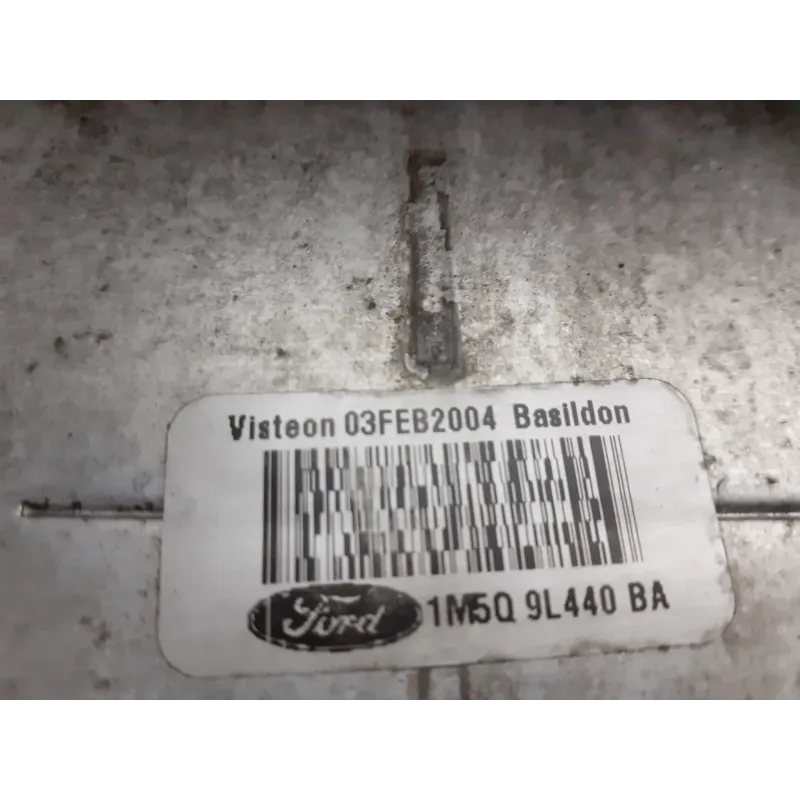 Visteon 03FEB2004 Basildon
Ford 1M5Q 9L440 BA